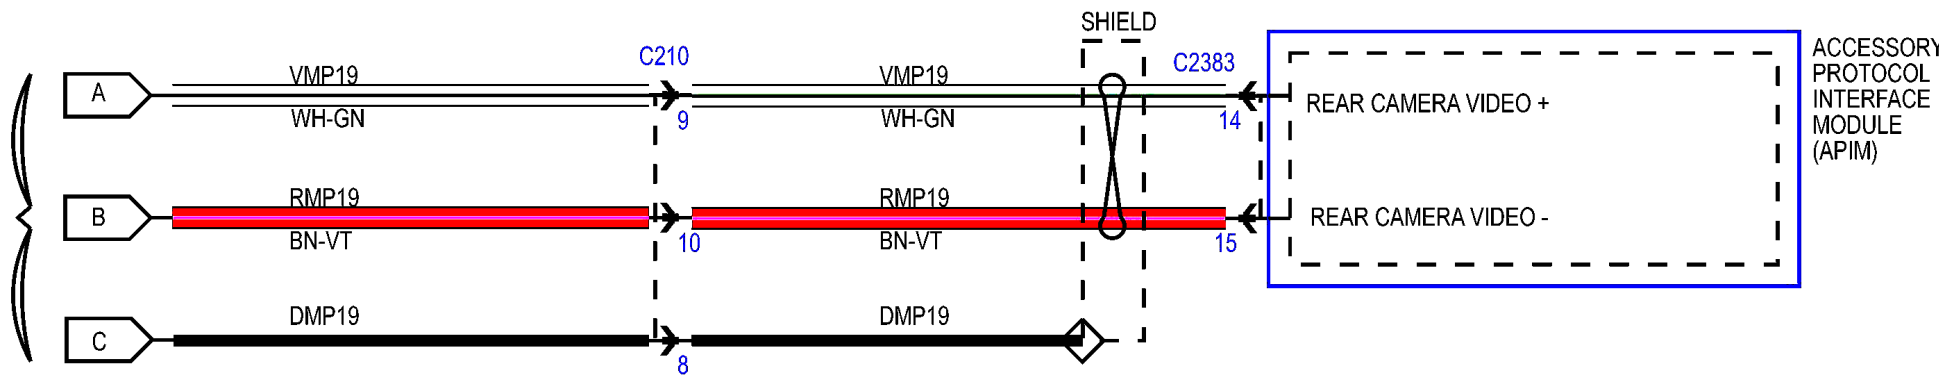 SHIELD
C210
C2383
ACCESSORY
PROTOCOL
INTERFACE
MODULE
(APIM)
A
VMP19
VMP19
WH-GN
WH-GN
9
14
REAR CAMERA VIDEO +
B
RMP19
RMP19
BN-VT
BN-VT
10
15
REAR CAMERA VIDEO -
C
DMP19
DMP19
8